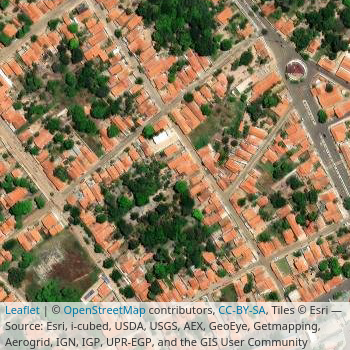 Leaflet | © OpenStreetMap contributors, CC-BY-SA, Tiles © Esri —
Source: Esri, i-cubed, USDA, USGS, AEX, GeoEye, Getmapping,
Aerogrid, IGN, IGP, UPR-EGP, and the GIS User Community